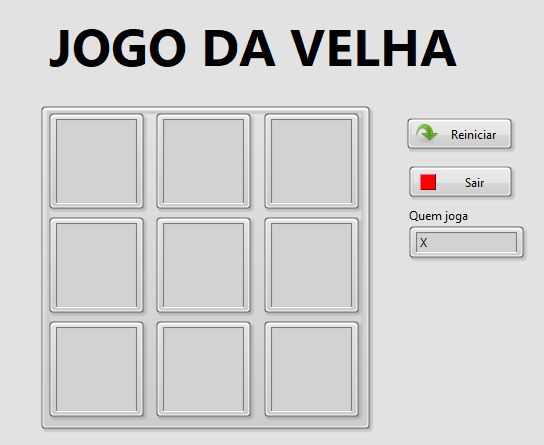 JOGO DA VELHA
Reiniciar
Sair
Quem joga
X